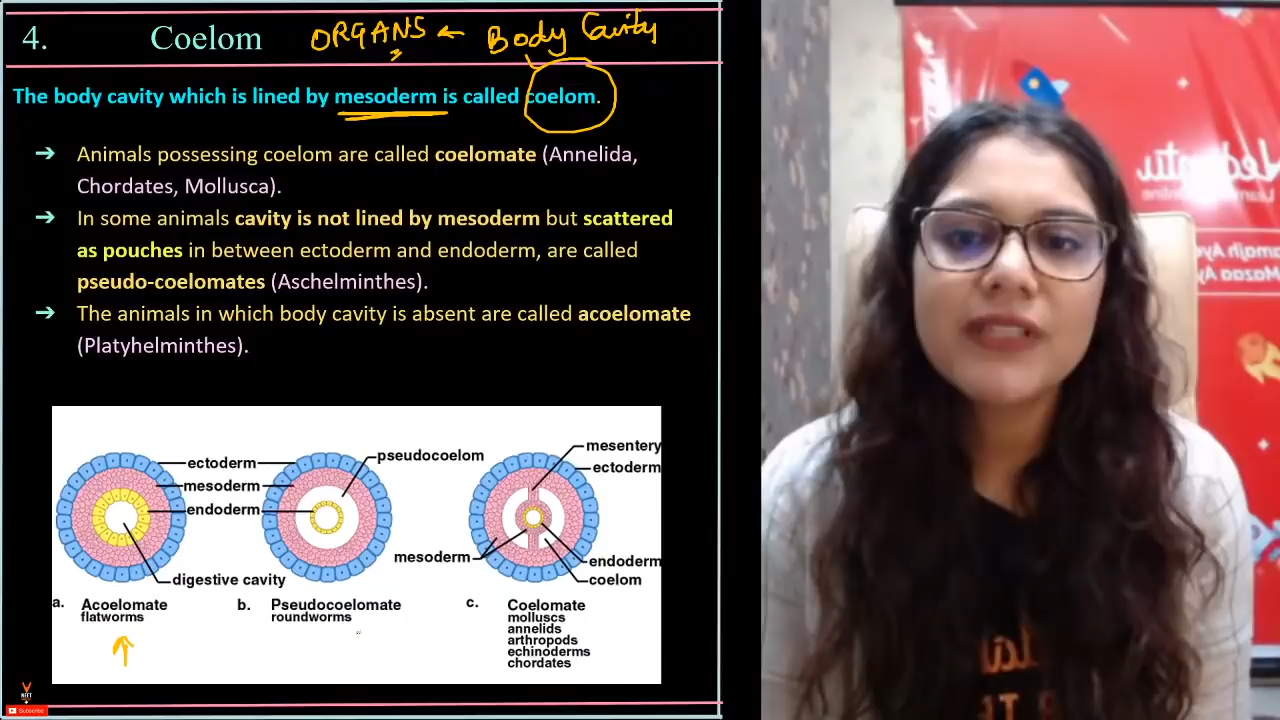 4. Coelom ORGANS ← Body Cavity
The body cavity which is lined by mesoderm is called coelom.
➔ Animals possessing coelom are called coelomate (Annelida,
Chordates, Mollusca).
➔ In some animals cavity is not lined by mesoderm but scattered
as pouches in between ectoderm and endoderm, are called
pseudo-coelomates (Aschelminthes).
➔ The animals in which body cavity is absent are called acoelomate
(Platyhelminthes).
ectoderm
mesoderm
endoderm
digestive cavity
pseudocoelom
mesentery
ectoderm
mesoderm
endoderm
coelom
a. Acoelomate
flatworms
b. Pseudocoelomate
roundworms
c. Coelomate
molluscs
annelids
arthropods
echinoderms
chordates
NEET
Subscribe